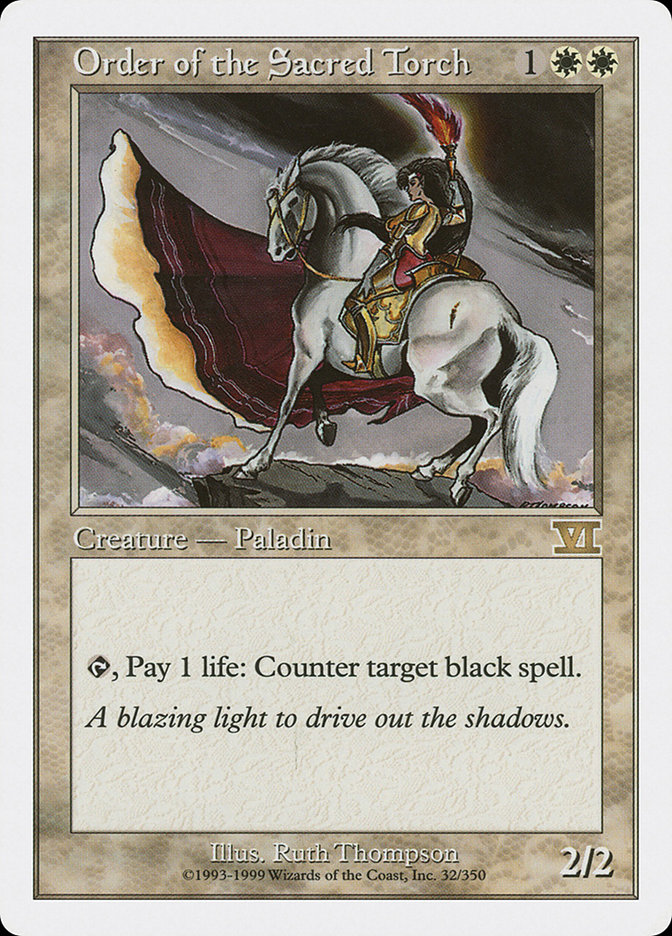 Order of the Sacred Torch 1
RTHOMPSON
Creature — Paladin VI
, Pay 1 life: Counter target black spell.
A blazing light to drive out the shadows.
Illus. Ruth Thompson
©1993-1999 Wizards of the Coast, Inc. 32/350
2/2